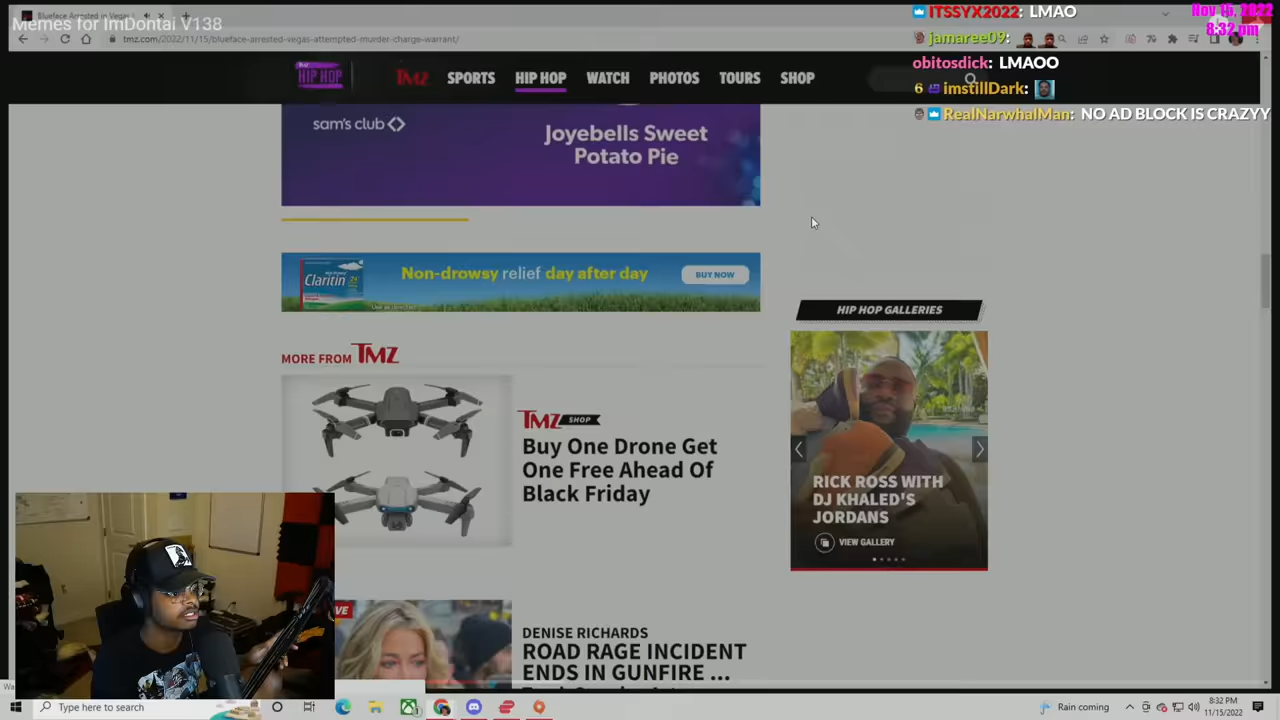 Blueface Arrested in Vegas
Memes for ImDontai V138
tmz.com/2022/11/15/blueface-arrested-vegas-attempted-murder-charge-warrant/
Nov 15, 2022
8:32 pm
ITSSYX2022: LMAO
jamaree09:
obitosdick: LMAOO
6 imstillDark:
RealNarwhalMan: NO AD BLOCK IS CRAZYY
HIP HOP
TMZ SPORTS HIP HOP WATCH PHOTOS TOURS SHOP
sam's club
Joyebells Sweet
Potato Pie
Claritin
Non-drowsy relief day after day
BUY NOW
MORE FROM TMZ
TMZ SHOP
Buy One Drone Get
One Free Ahead Of
Black Friday
HIP HOP GALLERIES
RICK ROSS WITH
DJ KHALED'S
JORDANS
VIEW GALLERY
DENISE RICHARDS
ROAD RAGE INCIDENT
ENDS IN GUNFIRE ...
Type here to search
Rain coming
8:32 PM
11/15/2022